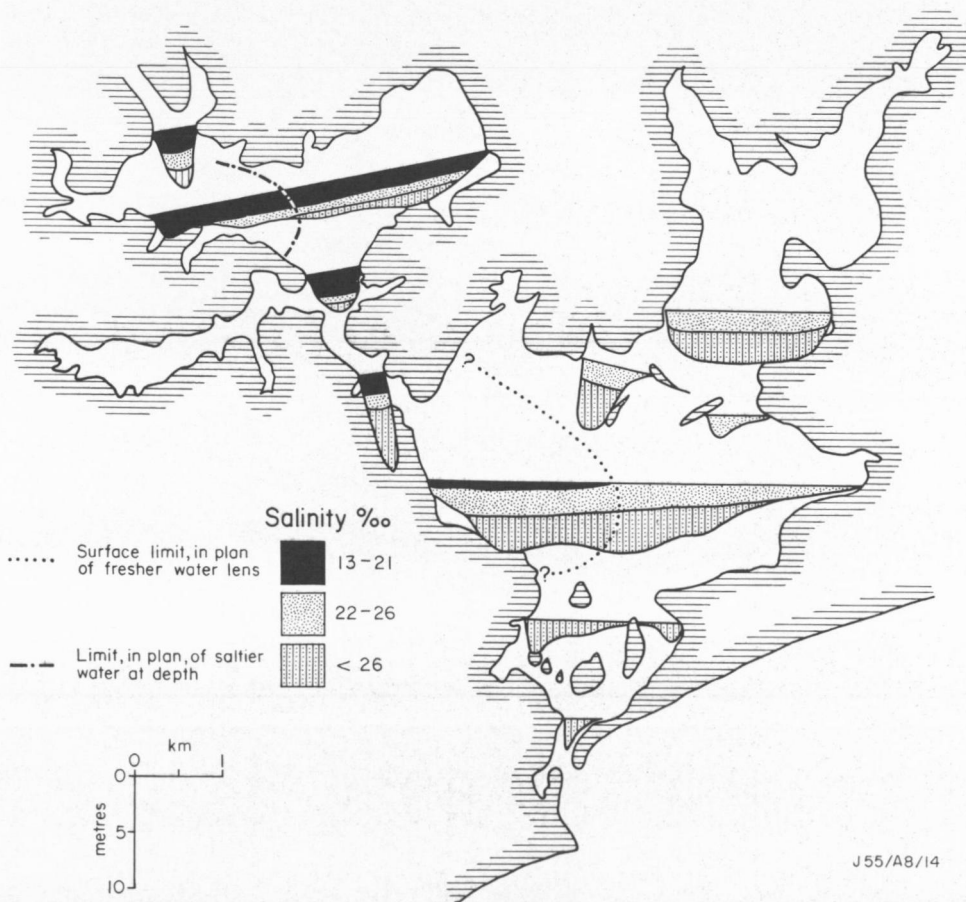 ?
Salinity ‰
Surface limit, in plan
of fresher water lens
13-21
22-26
?
Limit, in plan, of saltier
water at depth
< 26
km
0 1
0
metres
5
10
J55/A8/14